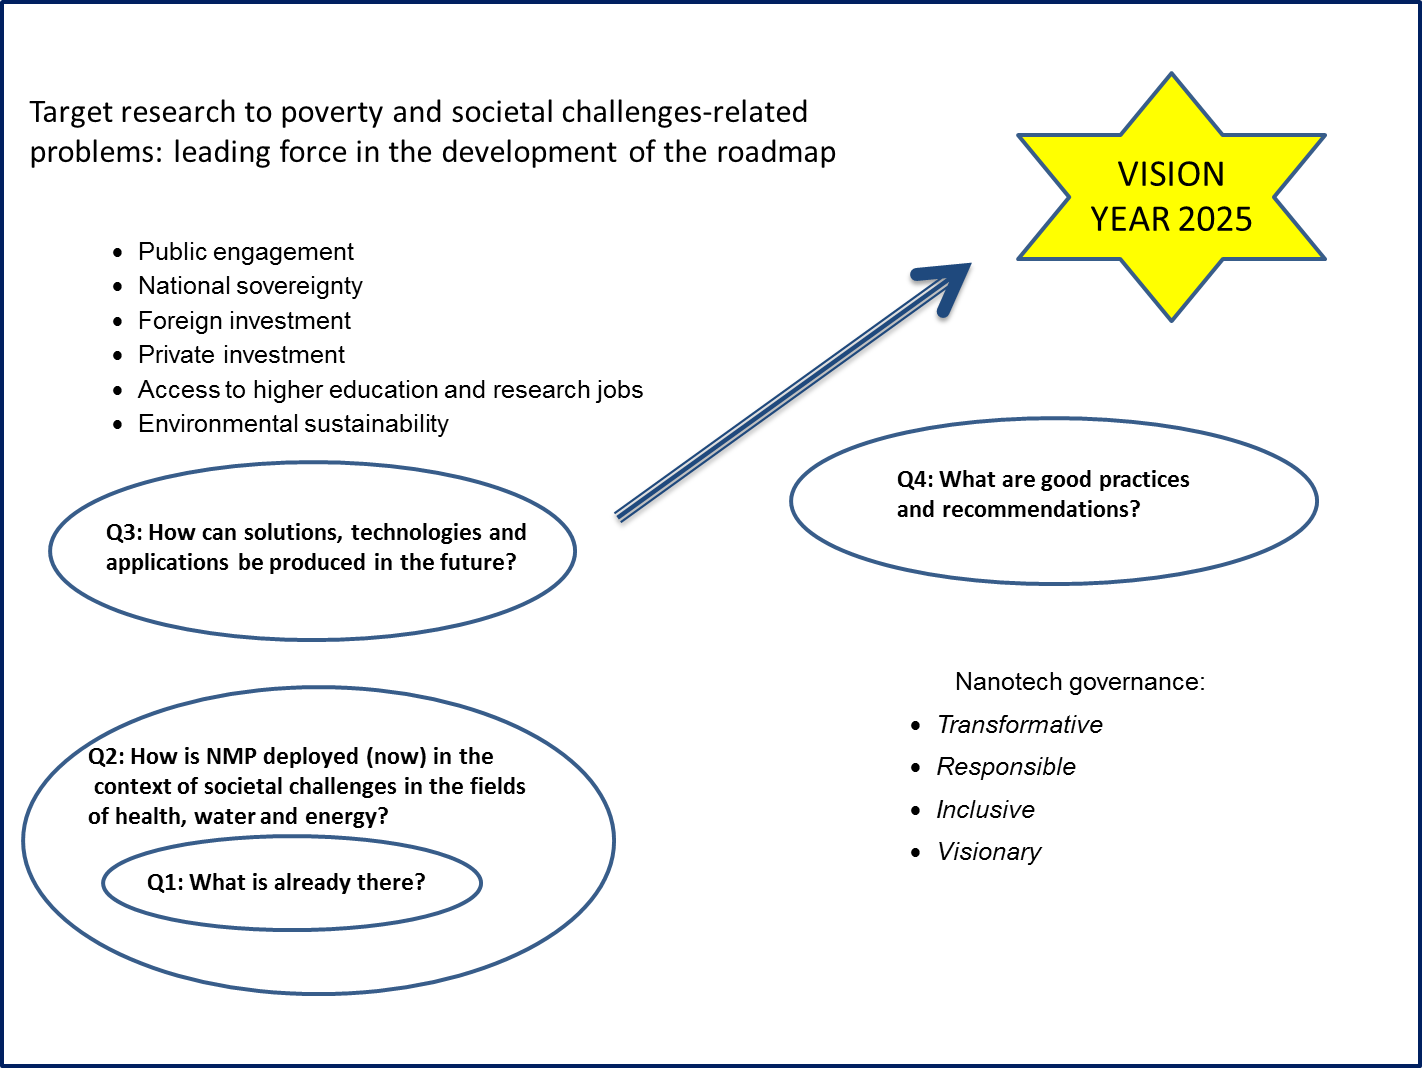 Target research to poverty and societal challenges-related
problems: leading force in the development of the roadmap
VISION
YEAR 2025
• Public engagement
• National sovereignty
• Foreign investment
• Private investment
• Access to higher education and research jobs
• Environmental sustainability
Q3: How can solutions, technologies and
applications be produced in the future?
Q4: What are good practices
and recommendations?
Q2: How is NMP deployed (now) in the
context of societal challenges in the fields
of health, water and energy?
Q1: What is already there?
Nanotech governance:
• Transformative
• Responsible
• Inclusive
• Visionary